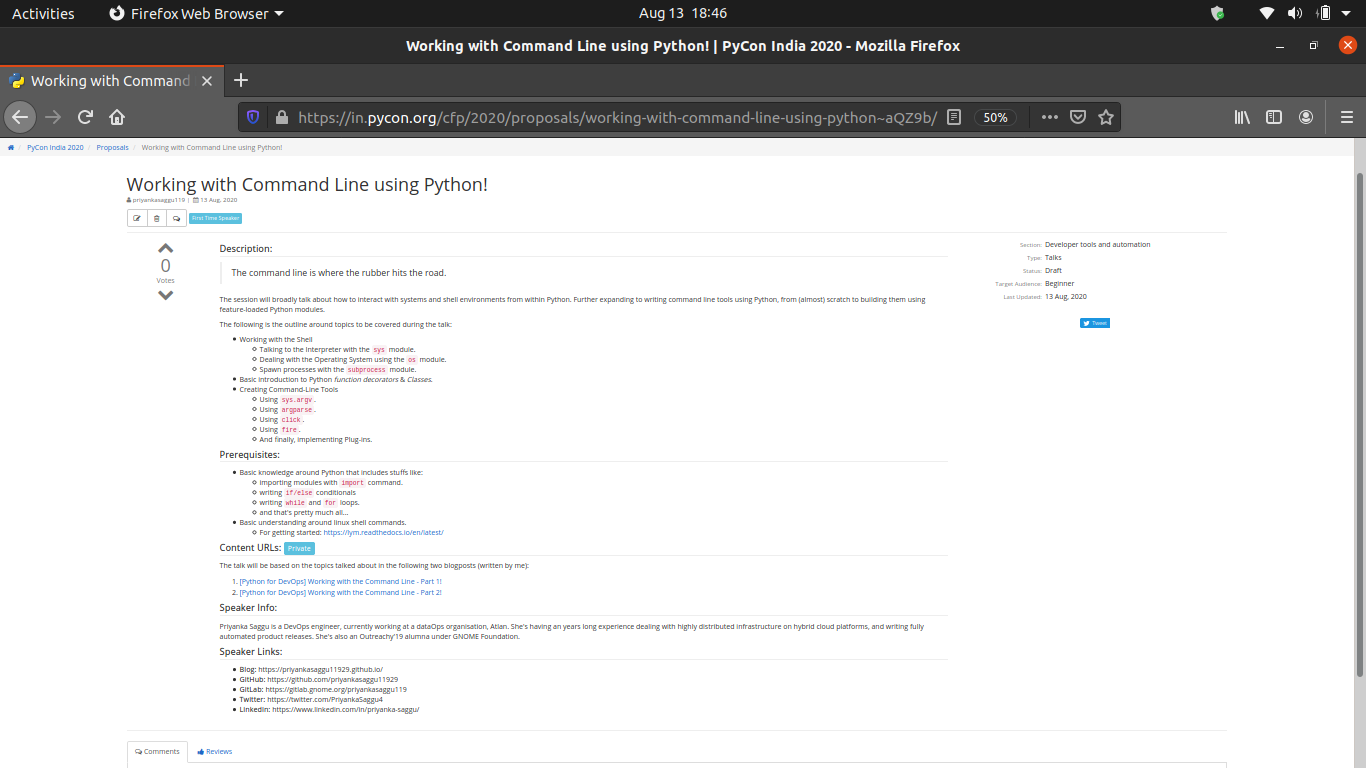 Activities Firefox Web Browser Aug 13 18:46
Working with Command Line using Python! | PyCon India 2020 - Mozilla Firefox
Working with Command
https://in.pycon.org/cfp/2020/proposals/working-with-command-line-using-python~aQZ9b/ 50%
/ PyCon India 2020 / Proposals / Working with Command Line using Python!
Working with Command Line using Python!
priyankasaggu119 | 13 Aug, 2020
First Time Speaker
0
Votes
Description:
The command line is where the rubber hits the road.
The session will broadly talk about how to interact with systems and shell environments from within Python. Further expanding to writing command line tools using Python, from (almost) scratch to building them using
feature-loaded Python modules.
The following is the outline around topics to be covered during the talk:
Working with the Shell
Talking to the Interpreter with the sys module.
Dealing with the Operating System using the os module.
Spawn processes with the subprocess module.
Basic introduction to Python function decorators & Classes.
Creating Command-Line Tools
Using sys.argv.
Using argparse.
Using click.
Using fire.
And finally, implementing Plug-ins.
Prerequisites:
Basic knowledge around Python that includes stuffs like:
importing modules with import command.
writing if/else conditionals
writing while and for loops.
and that's pretty much all...
Basic understanding around linux shell commands.
For getting started: https://lym.readthedocs.io/en/latest/
Content URLs: Private
The talk will be based on the topics talked about in the following two blogposts (written by me):
1. [Python for DevOps] Working with the Command Line - Part 1!
2. [Python for DevOps] Working with the Command Line - Part 2!
Speaker Info:
Priyanka Saggu is a DevOps engineer, currently working at a dataOps organisation, Atlan. She's having an years long experience dealing with highly distributed infrastructure on hybrid cloud platforms, and writing fully
automated product releases. She's also an Outreachy'19 alumna under GNOME Foundation.
Speaker Links:
Blog: https://priyankasaggu11929.github.io/
GitHub: https://github.com/priyankasaggu11929
GitLab: https://gitlab.gnome.org/priyankasaggu119
Twitter: https://twitter.com/PriyankaSaggu4
LinkedIn: https://www.linkedin.com/in/priyanka-saggu/
Section: Developer tools and automation
Type: Talks
Status: Draft
Target Audience: Beginner
Last Updated: 13 Aug, 2020
Tweet
Comments Reviews